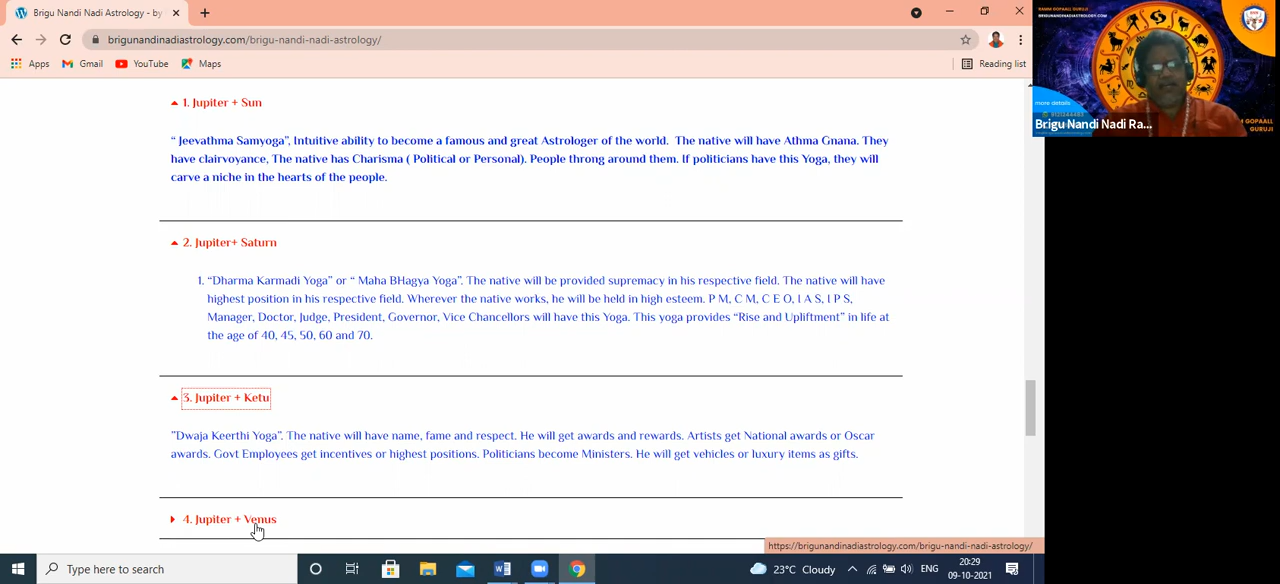 Brigu Nandi Nadi Astrology - by
brigunandinadiastrology.com/brigu-nandi-nadi-astrology/
Apps
Gmail
YouTube
Maps
Reading list
1. Jupiter + Sun
“ Jeevathma Samyoga”, Intuitive ability to become a famous and great Astrologer of the world. The native will have Athma Gnana. They
have clairvoyance, The native has Charisma ( Political or Personal). People throng around them. If politicians have this Yoga, they will
carve a niche in the hearts of the people.
2. Jupiter+ Saturn
1. “Dharma Karmadi Yoga” or “ Maha BHagya Yoga”. The native will be provided supremacy in his respective field. The native will have
highest position in his respective field. Wherever the native works, he will be held in high esteem. P M, C M, C E O, I A S, I P S,
Manager, Doctor, Judge, President, Governor, Vice Chancellors will have this Yoga. This yoga provides “Rise and Upliftment” in life at
the age of 40, 45, 50, 60 and 70.
3. Jupiter + Ketu
”Dwaja Keerthi Yoga”. The native will have name, fame and respect. He will get awards and rewards. Artists get National awards or Oscar
awards. Govt Employees get incentives or highest positions. Politicians become Ministers. He will get vehicles or luxury items as gifts.
4. Jupiter + Venus
https://brigunandinadiastrology.com/brigu-nandi-nadi-astrology/
Type here to search
23°C Cloudy
ENG
20:29
09-10-2021
RAMM GOPAALL GURUJI
BRIGUNANDINADIASTROLOGY.COM
more details
Brigu Nandi Nadi Ra...
GOPAALL
GURUJI